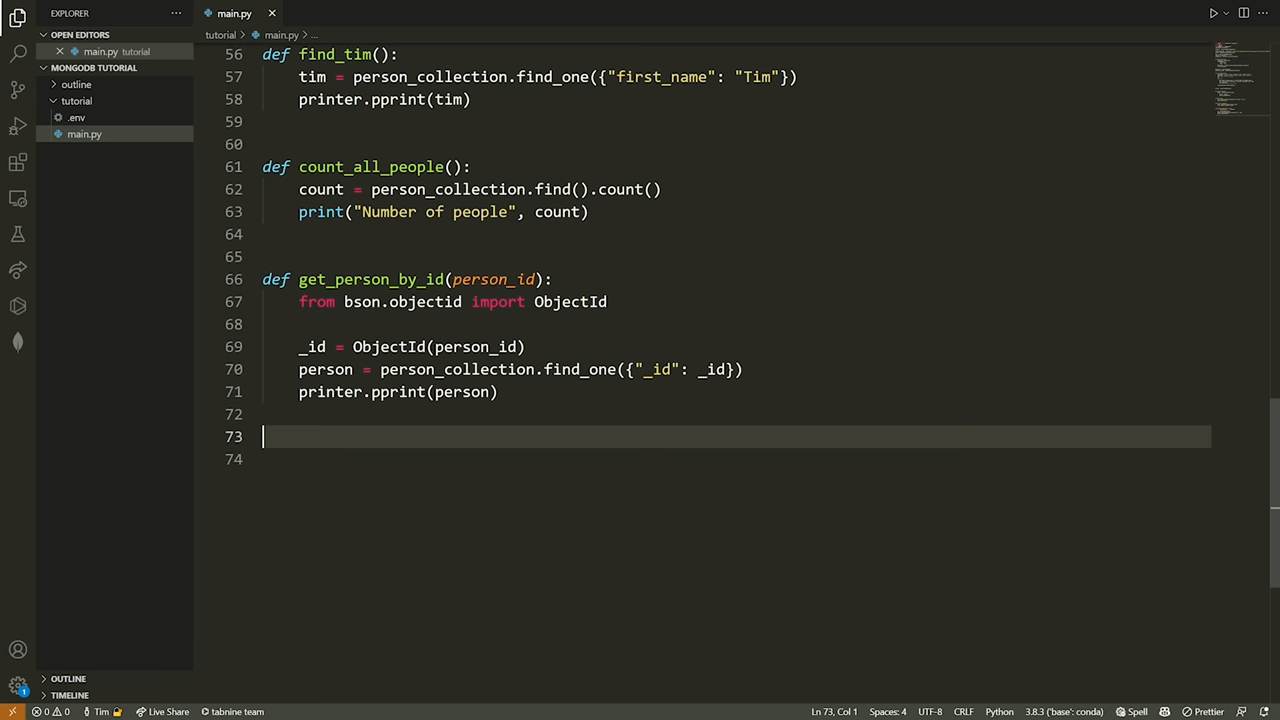 EXPLORER
main.py
OPEN EDITORS
main.py tutorial
MONGODB TUTORIAL
outline
tutorial
.env
main.py
OUTLINE
TIMELINE
tutorial > main.py > ...
56 def find_tim():
57 tim = person_collection.find_one({"first_name": "Tim"})
58 printer.pprint(tim)
59
60
61 def count_all_people():
62 count = person_collection.find().count()
63 print("Number of people", count)
64
65
66 def get_person_by_id(person_id):
67 from bson.objectid import ObjectId
68
69 _id = ObjectId(person_id)
70 person = person_collection.find_one({"_id": _id})
71 printer.pprint(person)
72
73
74
1
0 0 Tim Live Share tabnine team Ln 73, Col 1 Spaces: 4 UTF-8 CRLF Python 3.8.3 ('base': conda) Spell Prettier